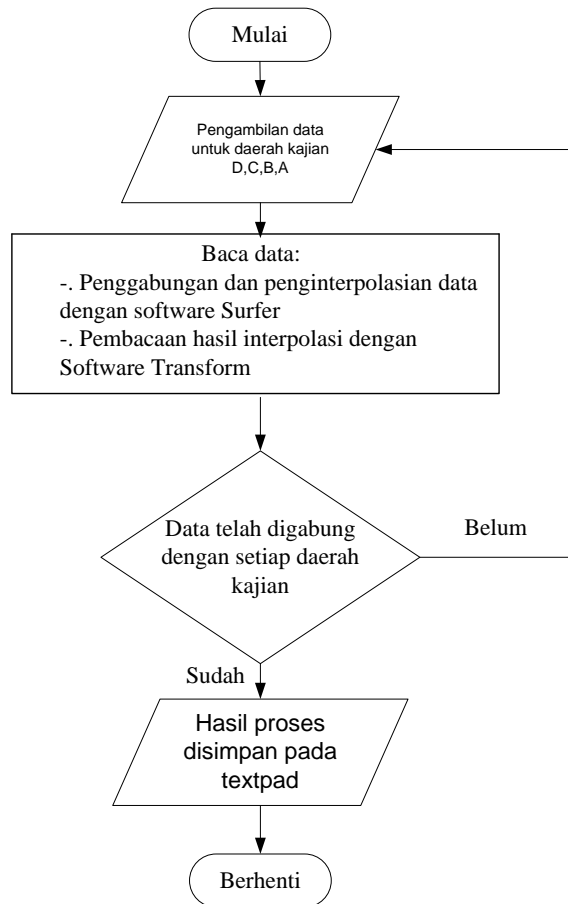 Mulai
Pengambilan data
untuk daerah kajian
D,C,B,A
Baca data:
-. Penggabungan dan penginterpolasian data
dengan software Surfer
-. Pembacaan hasil interpolasi dengan
Software Transform
Data telah digabung
dengan setiap daerah
kajian
Belum
Sudah
Hasil proses
disimpan pada
textpad
Berhenti